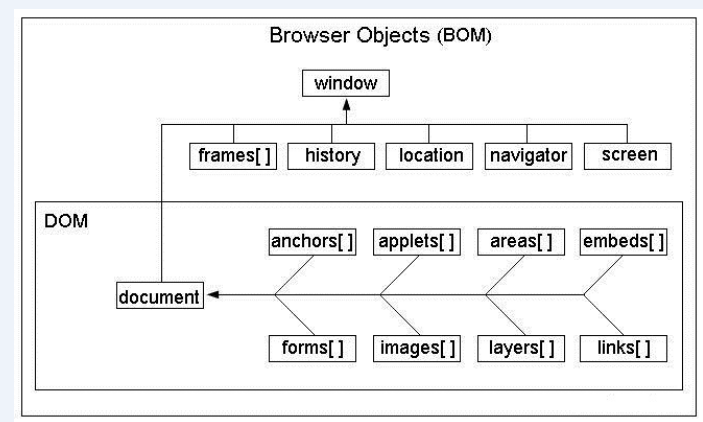 Browser Objects (BOM)
window
frames[ ] history location navigator screen
DOM
anchors[ ] applets[ ] areas[ ] embeds[ ]
document
forms[ ] images[ ] layers[ ] links[ ]